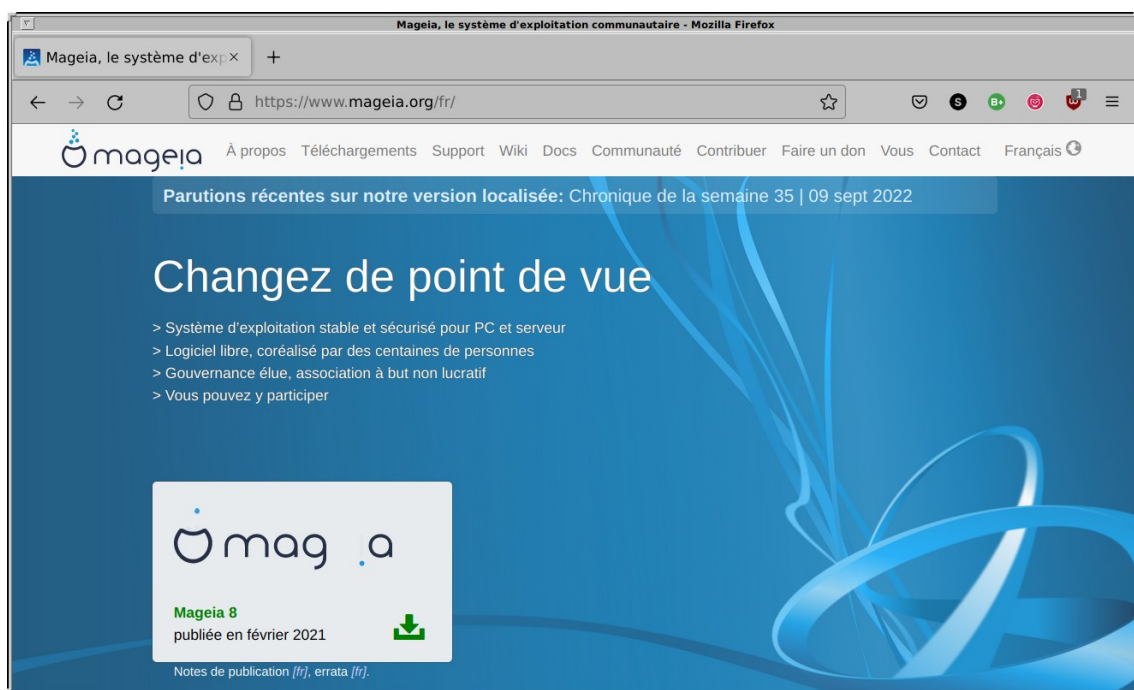 Mageia, le système d'exploitation communautaire - Mozilla Firefox
Mageia, le système d'exp
https://www.mageia.org/fr/
S B+ 1
mageia À propos Téléchargements Support Wiki Docs Communauté Contribuer Faire un don Vous Contact Français
Parutions récentes sur notre version localisée: Chronique de la semaine 35 | 09 sept 2022
Changez de point de vue
> Système d'exploitation stable et sécurisé pour PC et serveur
> Logiciel libre, coréalisé par des centaines de personnes
> Gouvernance élue, association à but non lucratif
> Vous pouvez y participer
mag a
Mageia 8
publiée en février 2021
Notes de publication [fr], errata [fr].